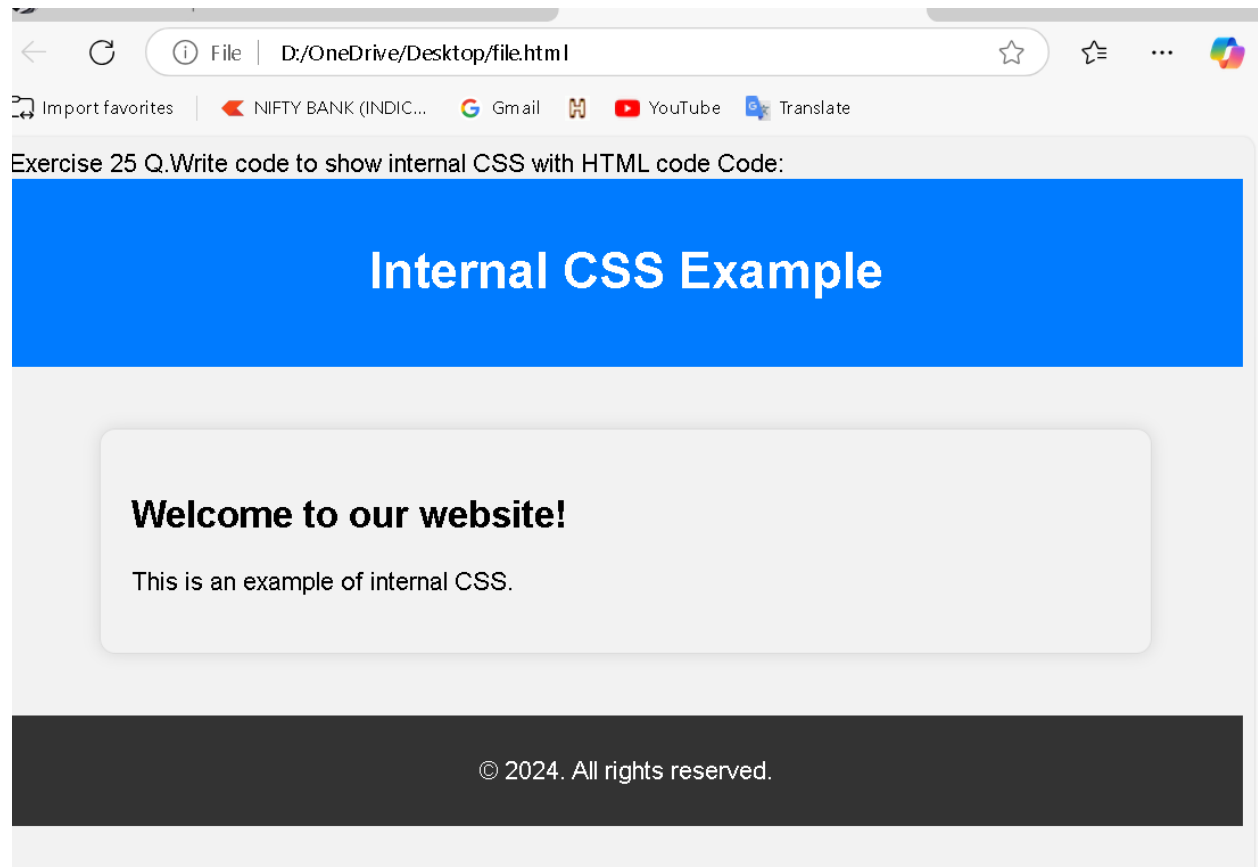 File D:/OneDrive/Desktop/file.html
Import favorites NIFTY BANK (INDIC... Gmail YouTube Translate
Exercise 25 Q.Write code to show internal CSS with HTML code Code:
Internal CSS Example
Welcome to our website!
This is an example of internal CSS.
© 2024. All rights reserved.